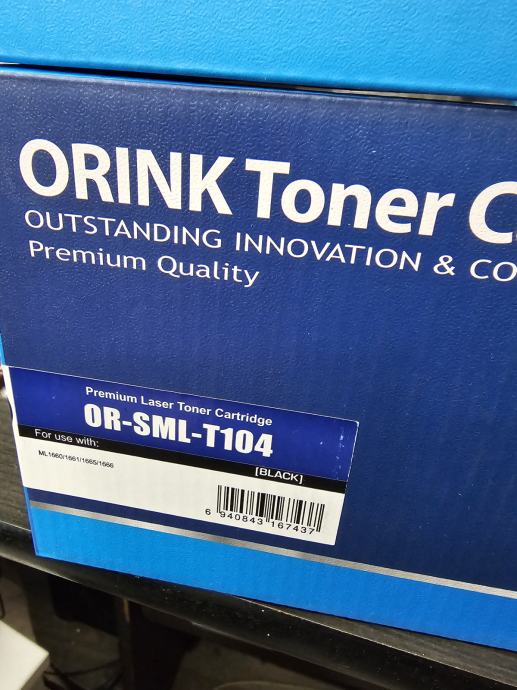 ORINK Toner C
OUTSTANDING INNOVATION & CO
Premium Quality
Premium Laser Toner Cartridge
OR-SML-T104
For use with:
[BLACK]
ML1660/1661/1665/1666
6 940843 167437